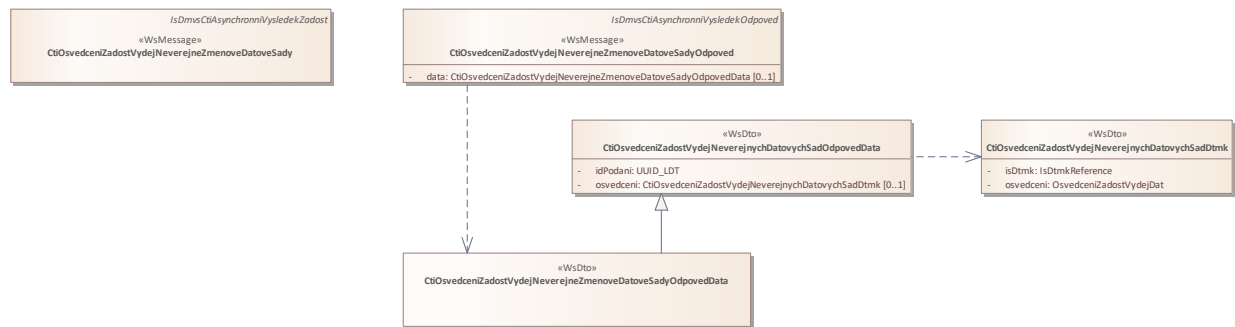 IsDmvsCtiAsynchronniVysledekZadost
«WsMessage»
CtiOsvedceniZadostVydejNeverejneZmenoveDatoveSady
IsDmvsCtiAsynchronniVysledekOdpoved
«WsMessage»
CtiOsvedceniZadostVydejNeverejneZmenoveDatoveSadyOdpoved
- data: CtiOsvedceniZadostVydejNeverejneZmenoveDatoveSadyOdpovedData [0..1]
«WsDto»
CtiOsvedceniZadostVydejNeverejnychDatovychSadOdpovedData
- idPodani: UUID_LDT
- osvedceni: CtiOsvedceniZadostVydejNeverejnychDatovychSadDtmk [0..1]
«WsDto»
CtiOsvedceniZadostVydejNeverejnychDatovychSadDtmk
- isDtmk: IsDtmkReference
- osvedceni: OsvedceniZadostVydejDat
«WsDto»
CtiOsvedceniZadostVydejNeverejneZmenoveDatoveSadyOdpovedData